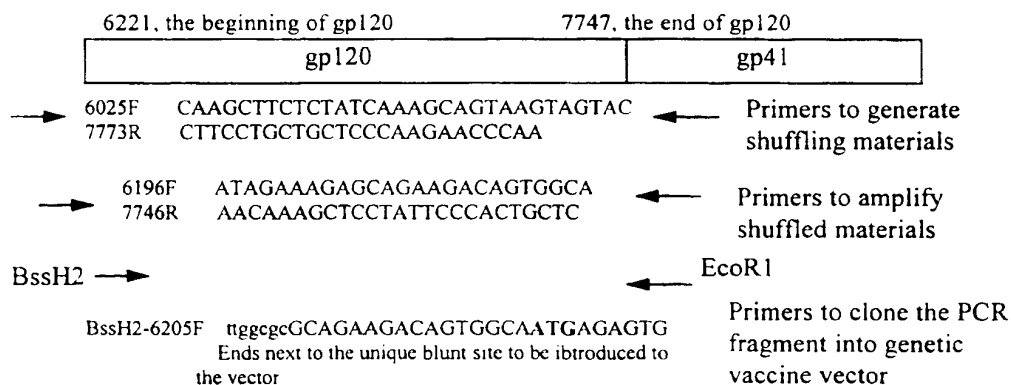 6221, the beginning of gp120 7747, the end of gp120
gp120 gp41
6025F CAAGCTTCTCTATCAAAGCAGTAAGTAGTAC
7773R CTTCCTGCTGCTCCCAAGAACCCAA
Primers to generate
shuffling materials
6196F ATAGAAAGAGCAGAAGACAGTGGCA
7746R AACAAAGCTCCTATTCCCACTGCTC
Primers to amplify
shuffled materials
BssH2
EcoR1
BssH2-6205F ttggcgcGCAGAAGACAGTGGCAATGAGAGTG
Ends next to the unique blunt site to be ibtroduced to
the vector
Primers to clone the PCR
fragment into genetic
vaccine vector